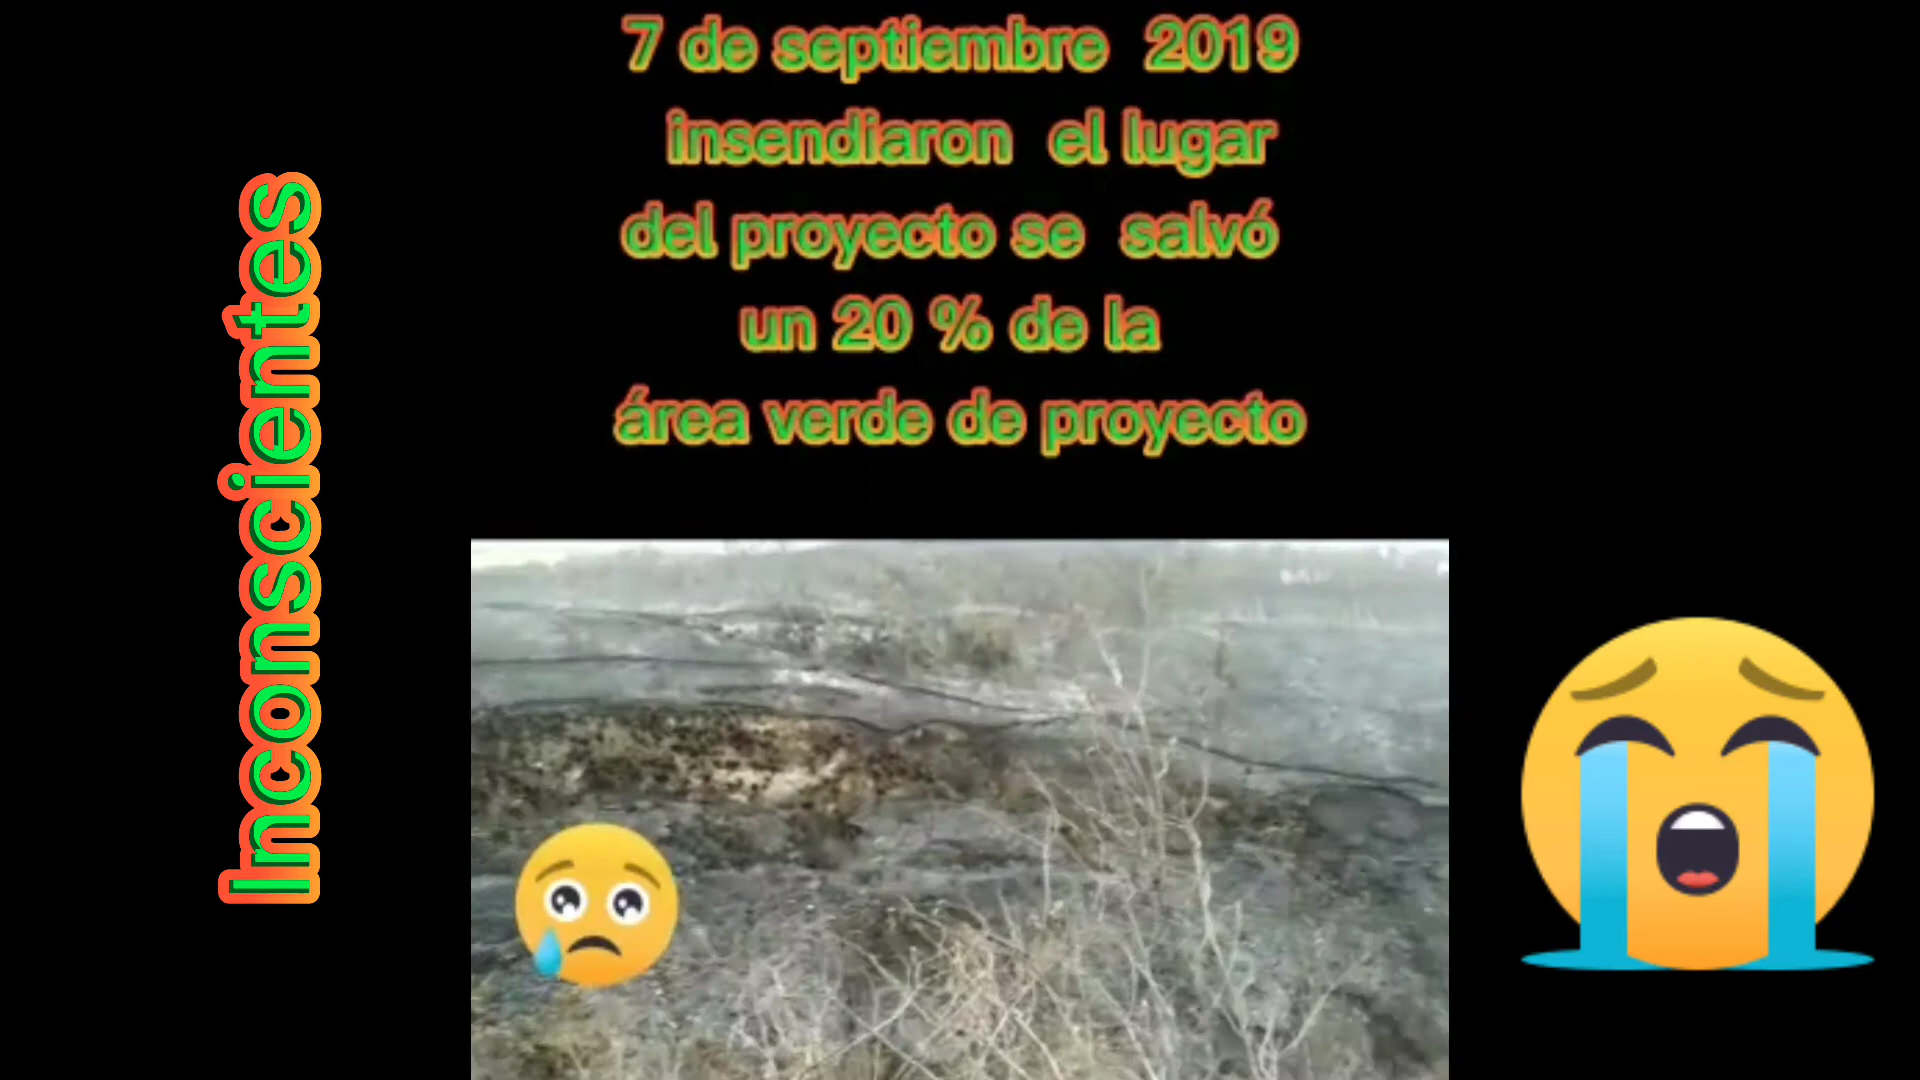 Inconscientes
7 de septiembre 2019
insendiaron el lugar
del proyecto se salvó
un 20 % de la
área verde de proyecto